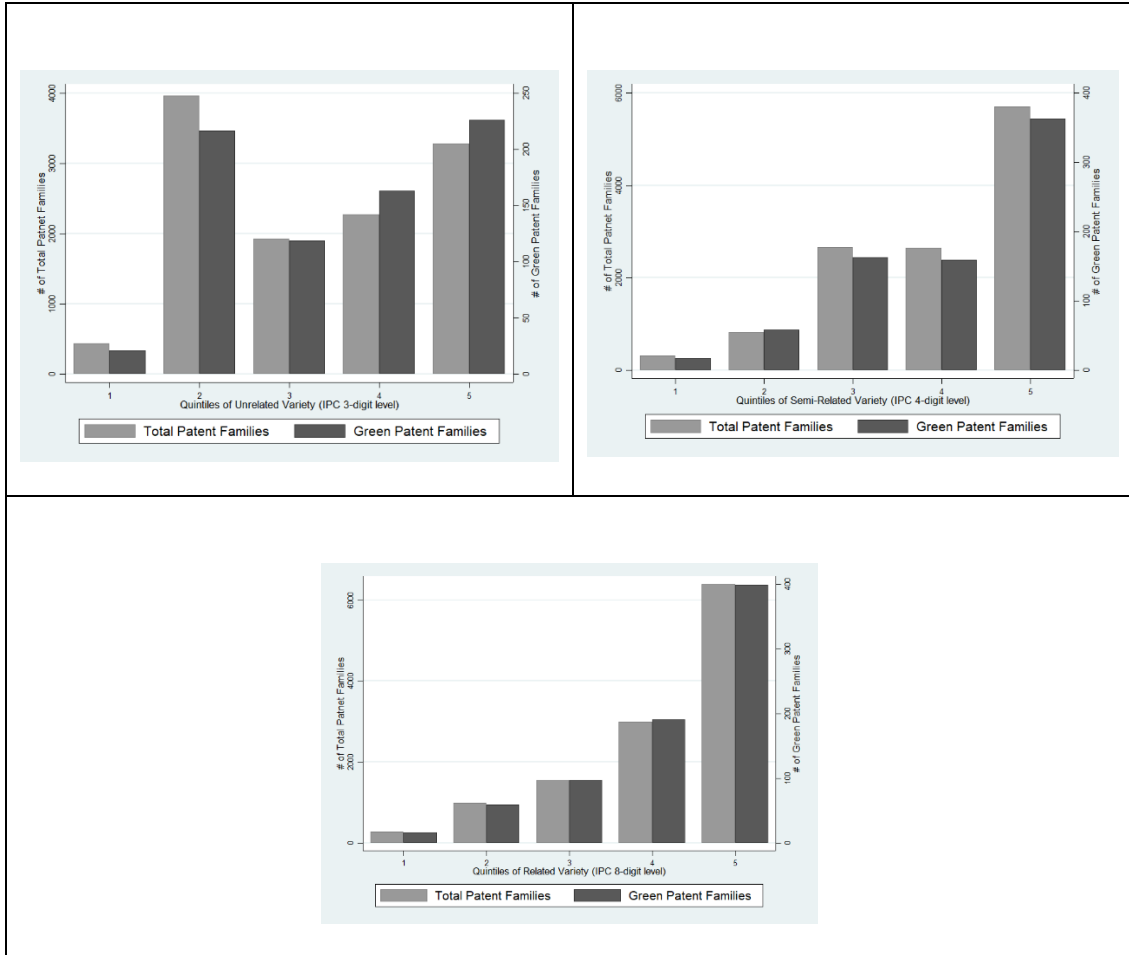 # of Total Patnet Families
4000
3000
2000
1000
0
250
200
150
100
50
0
# of Green Patent Families
1 2 3 4 5
Quintiles of Unrelated Variety (IPC 3-digit level)
Total Patent Families Green Patent Families
# of Total Patnet Families
6000
4000
2000
0
400
300
200
100
0
# of Green Patent Families
1 2 3 4 5
Quintiles of Semi-Related Variety (IPC 4-digit level)
Total Patent Families Green Patent Families
# of Total Patnet Families
6000
4000
2000
0
400
300
200
100
0
# of Green Patent Families
1 2 3 4 5
Quintiles of Related Variety (IPC 8-digit level)
Total Patent Families Green Patent Families